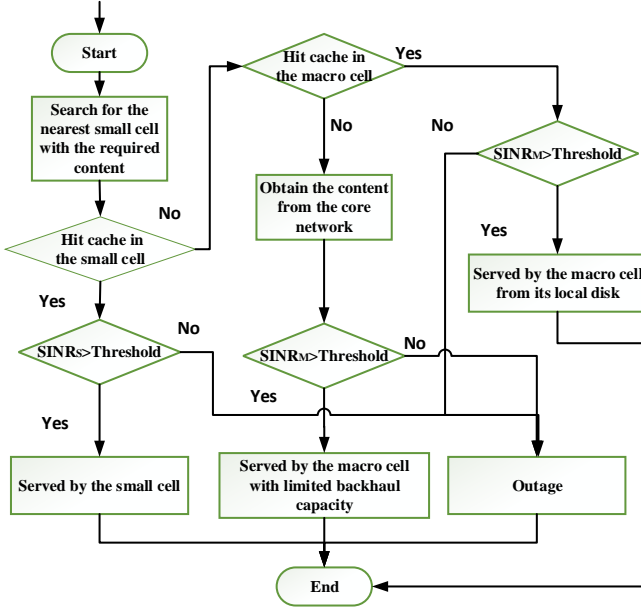 Start
Search for the
nearest small cell
with the required
content
Hit cache in
the small cell
No
Yes
SINRS>Threshold
No
Yes
Served by the small cell
Hit cache in
the macro cell
Yes
No
Obtain the content
from the core
network
SINRM>Threshold
No
Yes
Served by the macro cell
with limited backhaul
capacity
No
SINRM>Threshold
Yes
Served by the macro cell
from its local disk
Outage
End